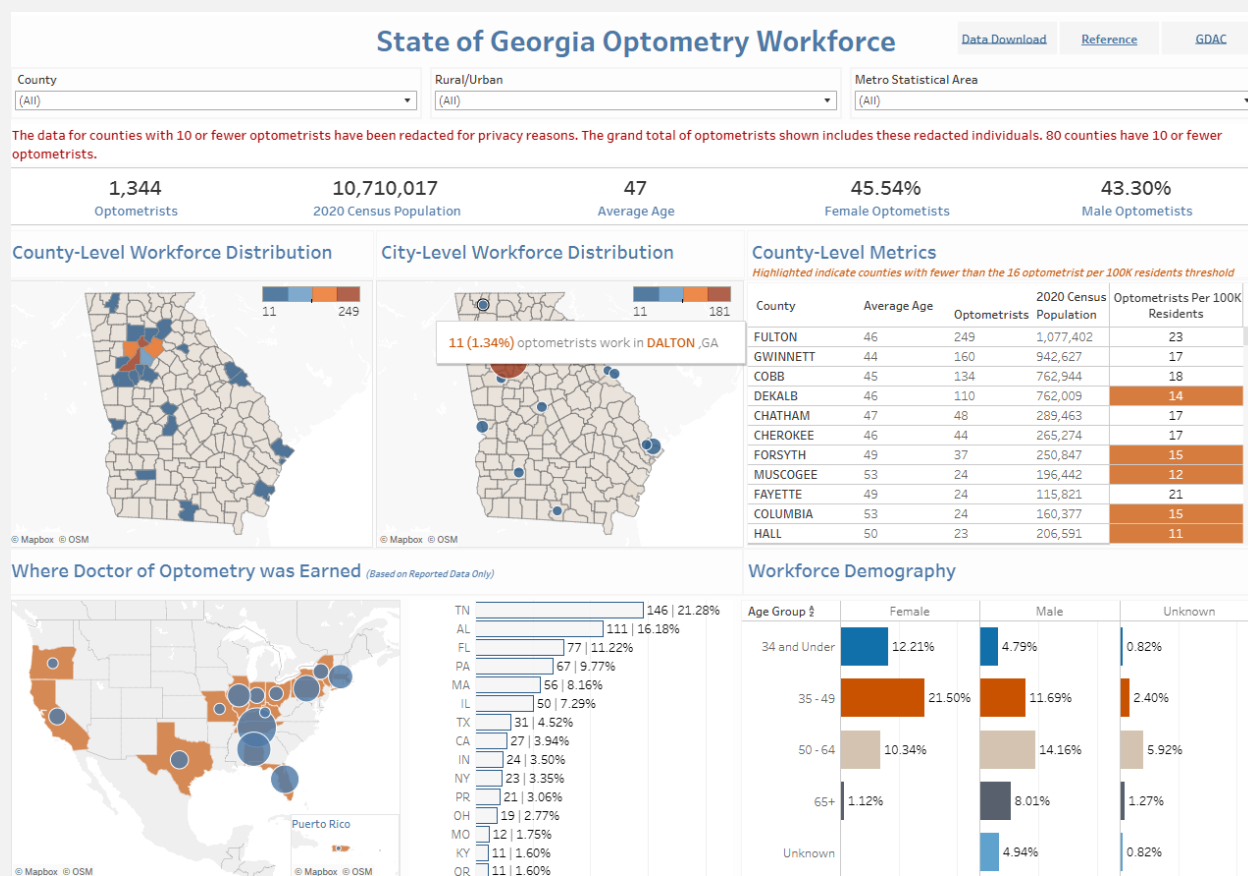 State of Georgia Optometry Workforce
Data Download
Reference
GDAC
County
Rural/Urban
Metro Statistical Area
(All)
(All)
(All)
The data for counties with 10 or fewer optometrists have been redacted for privacy reasons. The grand total of optometrists shown includes these redacted individuals. 80 counties have 10 or fewer
optometrists.
1,344
10,710,017
47
45.54%
43.30%
Optometrists
2020 Census Population
Average Age
Female Optometists
Male Optometists
County-Level Workforce Distribution
11
249
© Mapbox © OSM
City-Level Workforce Distribution
11
181
11 (1.34%) optometrists work in DALTON ,GA
© Mapbox © OSM
County-Level Metrics
Highlighted indicate counties with fewer than the 16 optometrist per 100K residents threshold
County Average Age Optometrists 2020 Census Population Optometrists Per 100K Residents
FULTON 46 249 1,077,402 23
GWINNETT 44 160 942,627 17
COBB 45 134 762,944 18
DEKALB 46 110 762,009 14
CHATHAM 47 48 289,463 17
CHEROKEE 46 44 265,274 17
FORSYTH 49 37 250,847 15
MUSCOGEE 53 24 196,442 12
FAYETTE 49 24 115,821 21
COLUMBIA 53 24 160,377 15
HALL 50 23 206,591 11
Where Doctor of Optometry was Earned (Based on Reported Data Only)
Puerto Rico
© Mapbox © OSM
© Mapbox © OSM
TN 146 | 21.28%
AL 111 | 16.18%
FL 77 | 11.22%
PA 67 | 9.77%
MA 56 | 8.16%
IL 50 | 7.29%
TX 31 | 4.52%
CA 27 | 3.94%
IN 24 | 3.50%
NY 23 | 3.35%
PR 21 | 3.06%
OH 19 | 2.77%
MO 12 | 1.75%
KY 11 | 1.60%
OR 11 | 1.60%
Workforce Demography
Age Group Female Male Unknown
34 and Under 12.21% 4.79% 0.82%
35 - 49 21.50% 11.69% 2.40%
50 - 64 10.34% 14.16% 5.92%
65+ 1.12% 8.01% 1.27%
Unknown 4.94% 0.82%